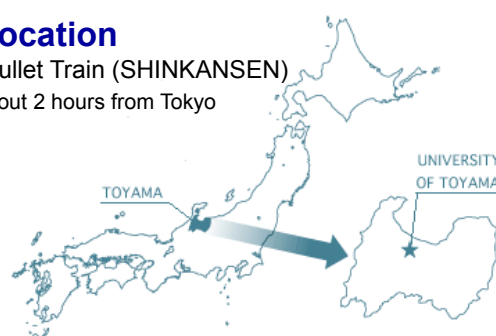 ocation
ullet Train (SHINKANSEN)
out 2 hours from Tokyo
TOYAMA
UNIVERSITY
OF TOYAMA